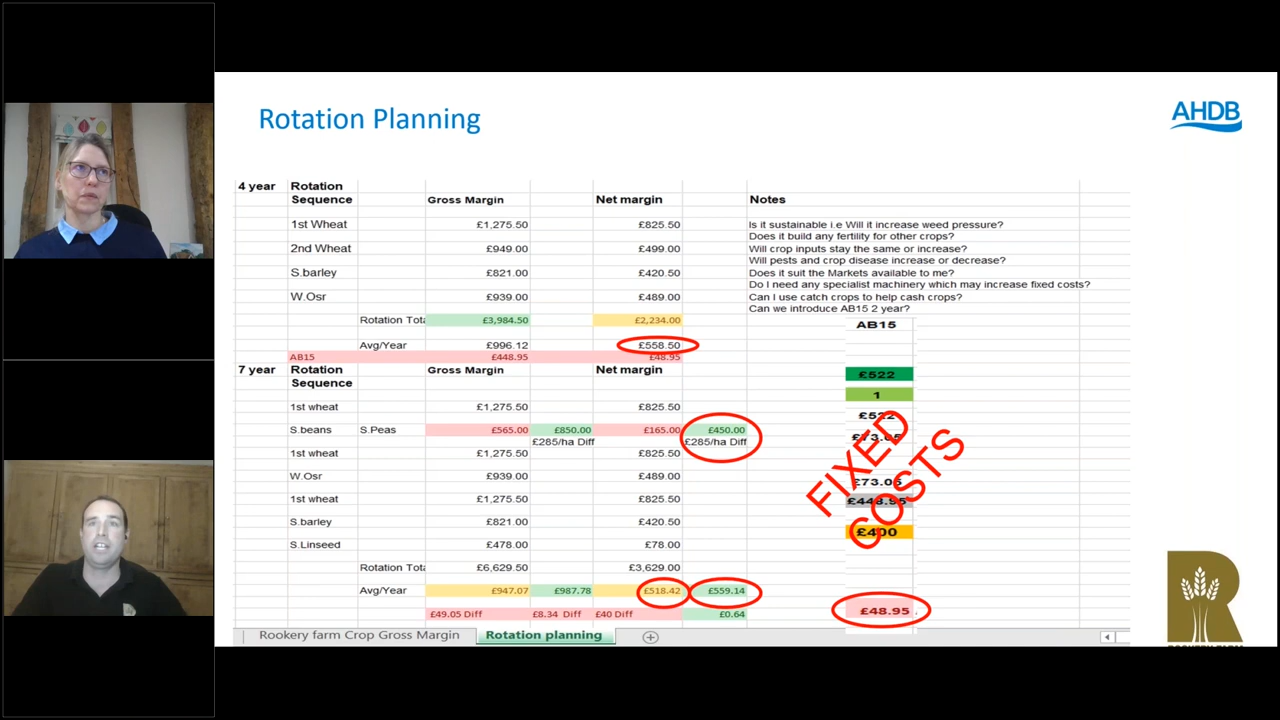 Rotation Planning
AHDB
4 year Rotation Sequence Gross Margin Net margin Notes
1st Wheat £1,275.50 £825.50 Is it sustainable i.e Will it increase weed pressure?
Does it build any fertility for other crops?
2nd Wheat £949.00 £499.00 Will crop inputs stay the same or increase?
Will pests and crop disease increase or decrease?
S.barley £821.00 £420.50 Does it suit the Markets available to me?
Do I need any specialist machinery which may increase fixed costs?
W.Osr £939.00 £489.00 Can I use catch crops to help cash crops?
Can we introduce AB15 2 year?
Rotation Tota £3,984.50 £2,234.00
AB15
Avg/Year £996.12 £558.50
AB15 £448.95 £48.95
7 year Rotation Sequence Gross Margin Net margin
£522
1
1st wheat £1,275.50 £825.50
£522
S.beans S.Peas £565.00 £850.00 £165.00 £450.00
£73.05
£285/ha Diff £285/ha Diff
1st wheat £1,275.50 £825.50
W.Osr £939.00 £489.00
£73.05
1st wheat £1,275.50 £825.50
£448.95
S.barley £821.00 £420.50
£400
S.Linseed £478.00 £78.00
FIXED
COSTS
Rotation Tota £6,629.50 £3,629.00
Avg/Year £947.07 £987.78 £518.42 £559.14
£49.05 Diff £8.34 Diff £40 Diff £0.64
£48.95
Rookery farm Crop Gross Margin Rotation planning
R